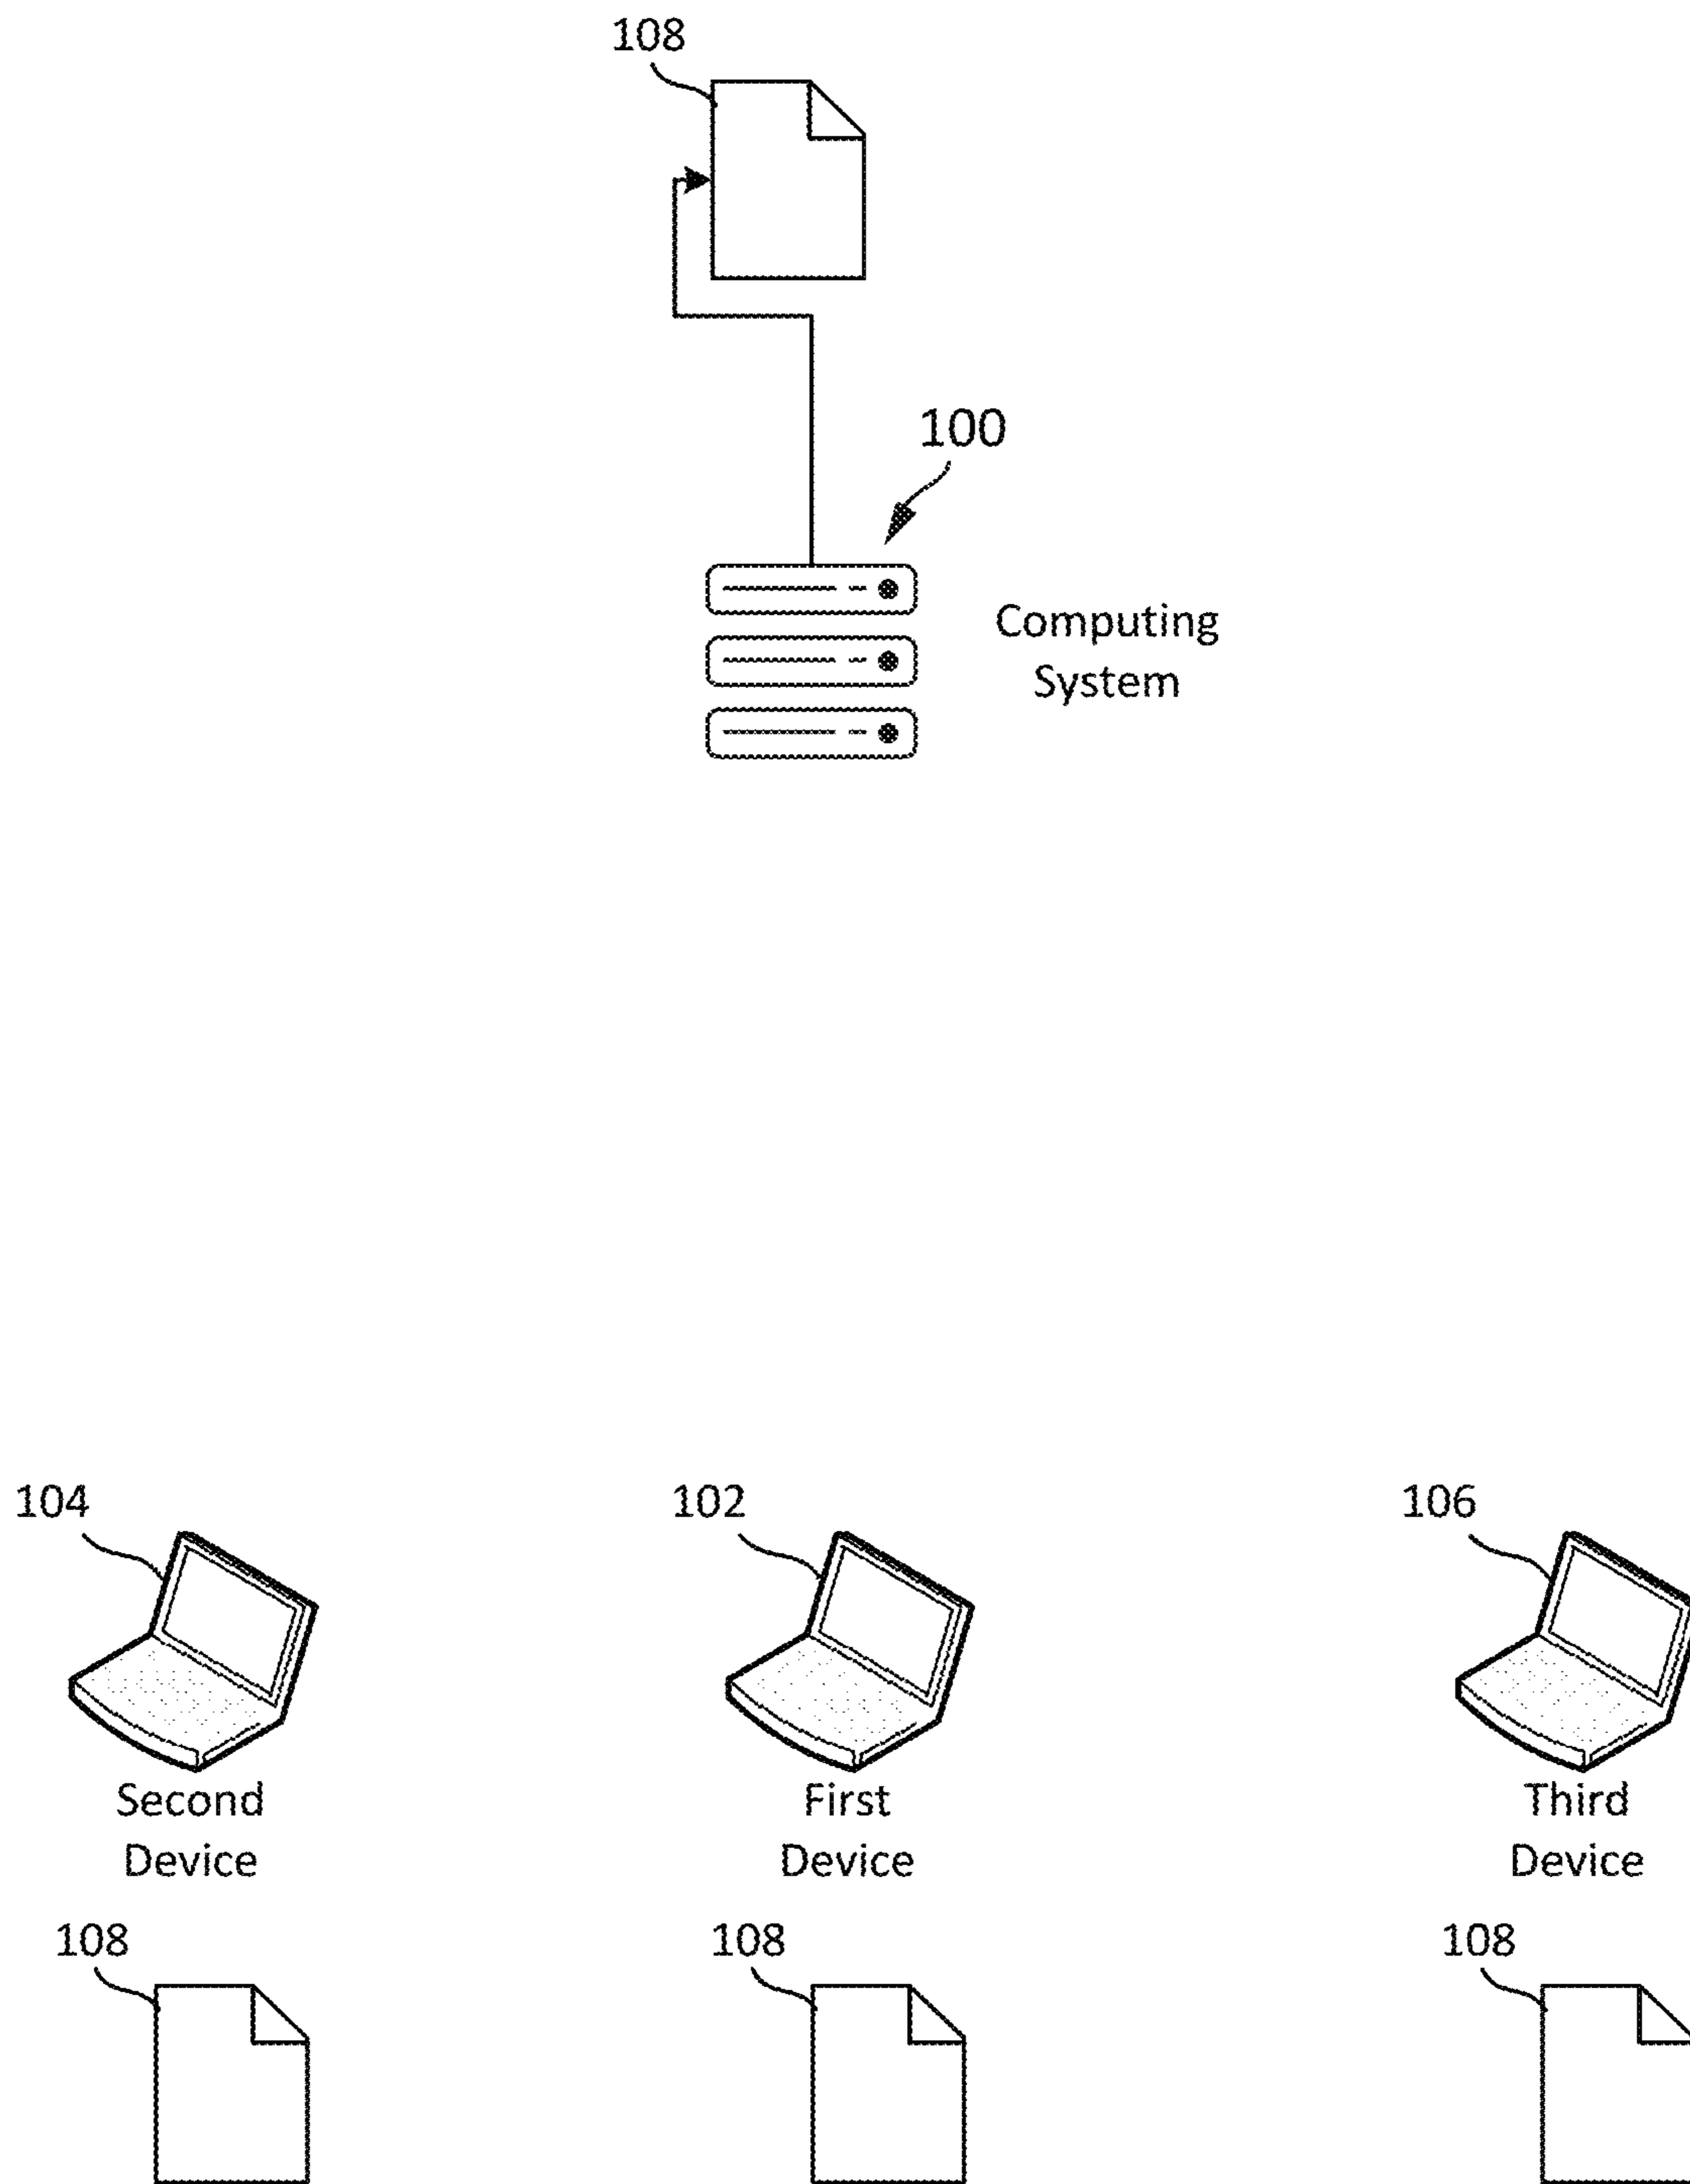 108
100
Computing
System
104
102
106
Second
Device
First
Device
Third
Device
108
108
108